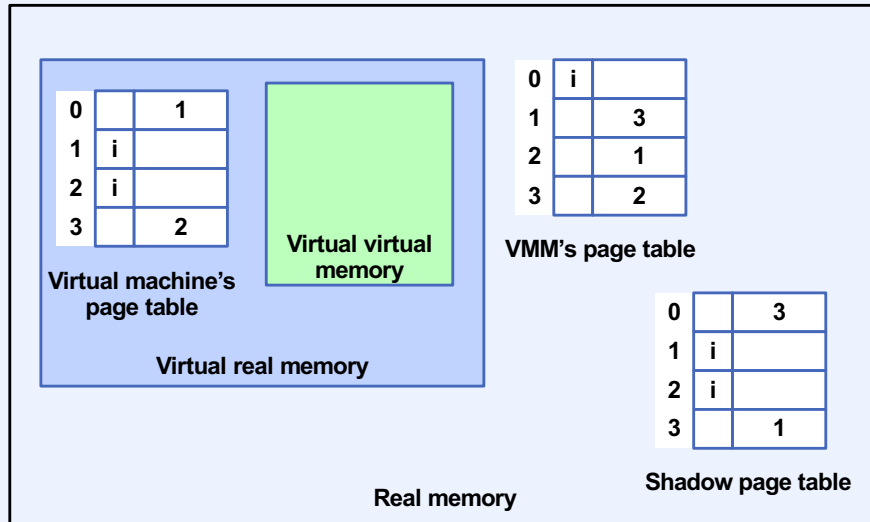 0 1
1 i
2 i
3 2
Virtual machine's
page table
Virtual virtual
memory
Virtual real memory
0 i
1 3
2 1
3 2
VMM's page table
0 3
1 i
2 i
3 1
Shadow page table
Real memory